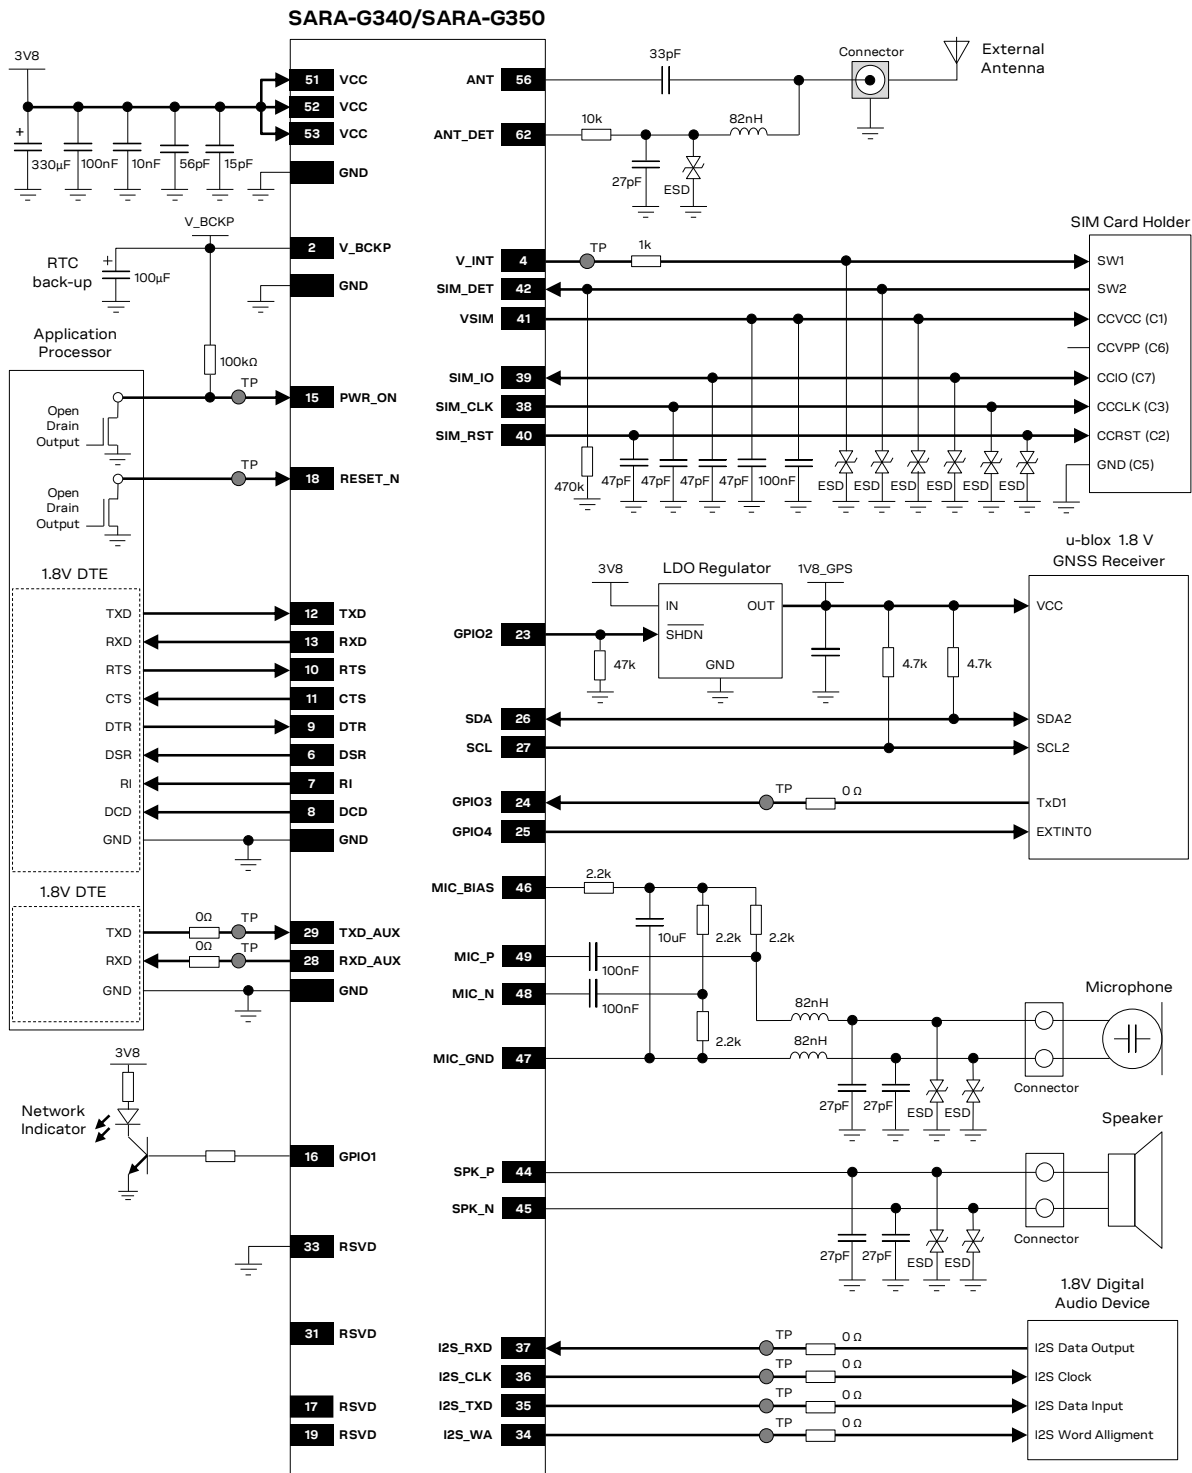 SARA-G340/SARA-G350
3V8
51 VCC
52 VCC
53 VCC
GND
+
330µF
100nF
10nF
56pF
15pF
V_BCKP
2 V_BCKP
GND
RTC
back-up
+
100µF
Application
Processor
100kΩ
TP
15 PWR_ON
Open
Drain
Output
TP
18 RESET_N
Open
Drain
Output
1.8V DTE
TXD 12 TXD
RXD 13 RXD
RTS 10 RTS
CTS 11 CTS
DTR 9 DTR
DSR 6 DSR
RI 7 RI
DCD 8 DCD
GND GND
1.8V DTE
TXD 0Ω TP 29 TXD_AUX
RXD 0Ω TP 28 RXD_AUX
GND GND
3V8
Network
Indicator
16 GPIO1
33 RSVD
31 RSVD
17 RSVD
19 RSVD
ANT 56
33pF
Connector
External
Antenna
ANT_DET 62
10k
82nH
27pF
ESD
SIM Card Holder
V_INT 4 TP 1k SW1
SIM_DET 42 SW2
VSIM 41 CCVCC (C1)
CCVPP (C6)
SIM_IO 39 CCIO (C7)
SIM_CLK 38 CCCLK (C3)
SIM_RST 40 CCRST (C2)
GND (C5)
470k 47pF 47pF 47pF 100nF ESD ESD ESD ESD ESD ESD
u-blox 1.8 V
GNSS Receiver
3V8
LDO Regulator
1V8_GPS
IN OUT
VCC
GPIO2 23
SHDN
47k
GND
4.7k
4.7k
SDA 26 SDA2
SCL 27 SCL2
GPIO3 24 TP 0 Ω TxD1
GPIO4 25 EXTINT0
MIC_BIAS 46
2.2k
10uF
2.2k
2.2k
MIC_P 49
100nF
MIC_N 48
100nF
2.2k
MIC_GND 47
82nH
82nH
Microphone
Connector
27pF 27pF ESD ESD
Speaker
SPK_P 44
SPK_N 45
Connector
27pF 27pF ESD ESD
1.8V Digital
Audio Device
I2S_RXD 37 TP 0 Ω I2S Data Output
I2S_CLK 36 TP 0 Ω I2S Clock
I2S_TXD 35 TP 0 Ω I2S Data Input
I2S_WA 34 TP 0 Ω I2S Word Alligment